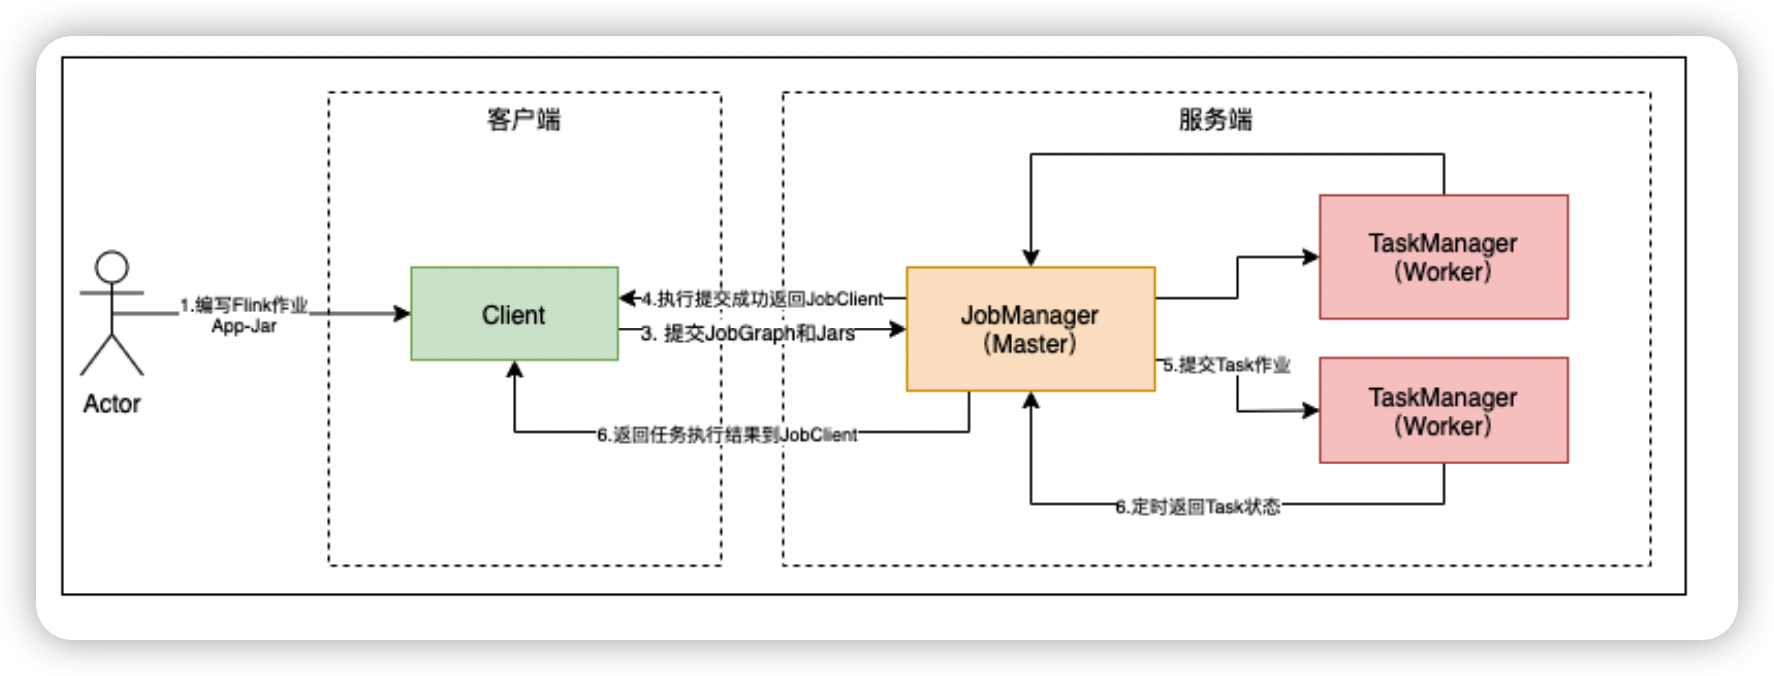 客户端
服务端
1.编写Flink作业
App-Jar
Actor
Client
4.执行提交成功返回JobClient
3. 提交JobGraph和Jars
6.返回任务执行结果到JobClient
JobManager
（Master）
5.提交Task作业
TaskManager
（Worker）
TaskManager
（Worker）
6.定时返回Task状态